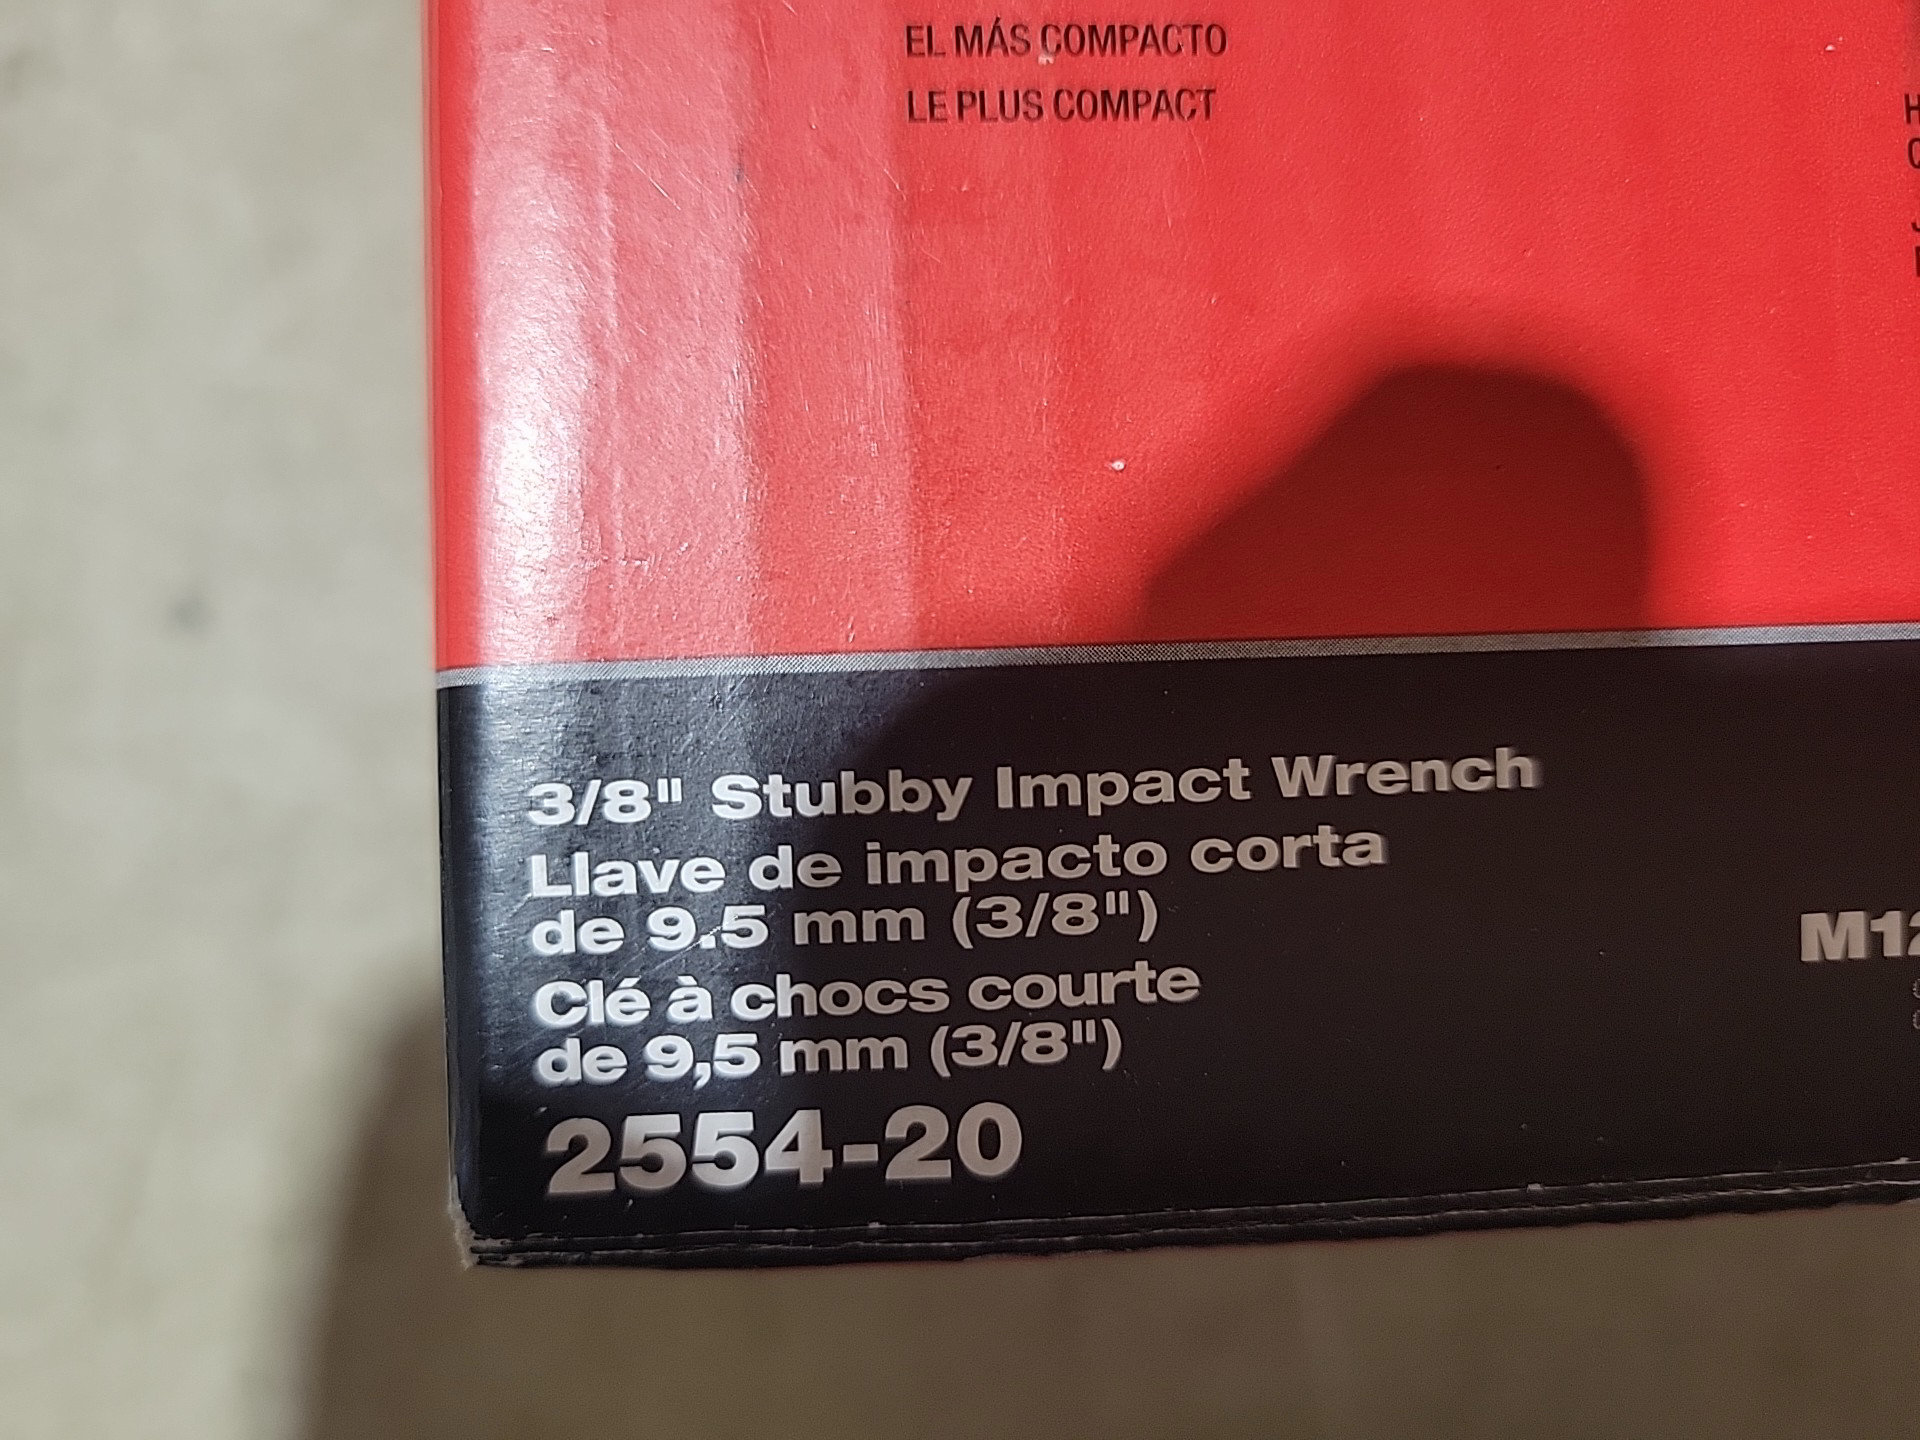 EL MÁS COMPACTO
LE PLUS COMPACT
3/8" Stubby Impact Wrench
Llave de impacto corta
de 9.5 mm (3/8")
Clé à chocs courte
de 9,5 mm (3/8")
2554-20
M12